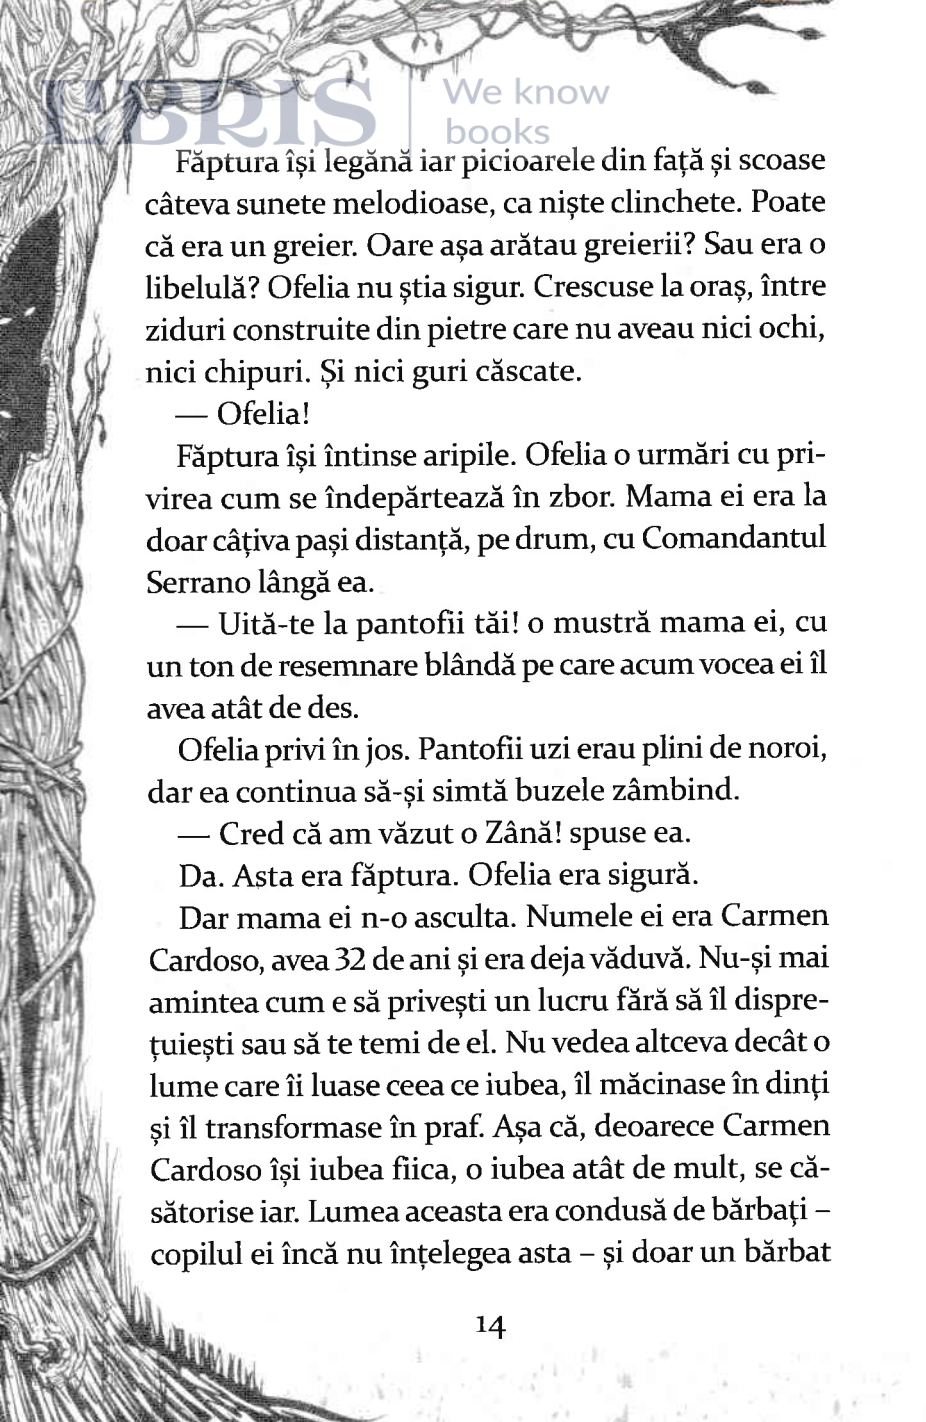 LIBRIS
We know
books
Făptura își legănă iar picioarele din față și scoase
câteva sunete melodioase, ca niște clinchete. Poate
că era un greier. Oare așa arătau greierii? Sau era o
libelulă? Ofelia nu știa sigur. Crescuse la oraș, între
ziduri construite din pietre care nu aveau nici ochi,
nici chipuri. Și nici guri căscate.
— Ofelia!
Făptura își întinse aripile. Ofelia o urmări cu pri-
virea cum se îndepărtează în zbor. Mama ei era la
doar câțiva pași distanță, pe drum, cu Comandantul
Serrano lângă ea.
— Uită-te la pantofii tăi! o mustră mama ei, cu
un ton de resemnare blândă pe care acum vocea ei îl
avea atât de des.
Ofelia privi în jos. Pantofii uzi erau plini de noroi,
dar ea continua să-și simtă buzele zâmbind.
— Cred că am văzut o Zână! spuse ea.
Da. Asta era făptura. Ofelia era sigură.
Dar mama ei n-o asculta. Numele ei era Carmen
Cardoso, avea 32 de ani și era deja văduvă. Nu-și mai
amintea cum e să privești un lucru fără să îl dispre-
țuiești sau să te temi de el. Nu vedea altceva decât o
lume care îi luase ceea ce iubea, îl măcinase în dinți
și îl transformase în praf. Așa că, deoarece Carmen
Cardoso își iubea fiica, o iubea atât de mult, se că-
sătorise iar. Lumea aceasta era condusă de bărbați –
copilul ei încă nu înțelegea asta – și doar un bărbat
14